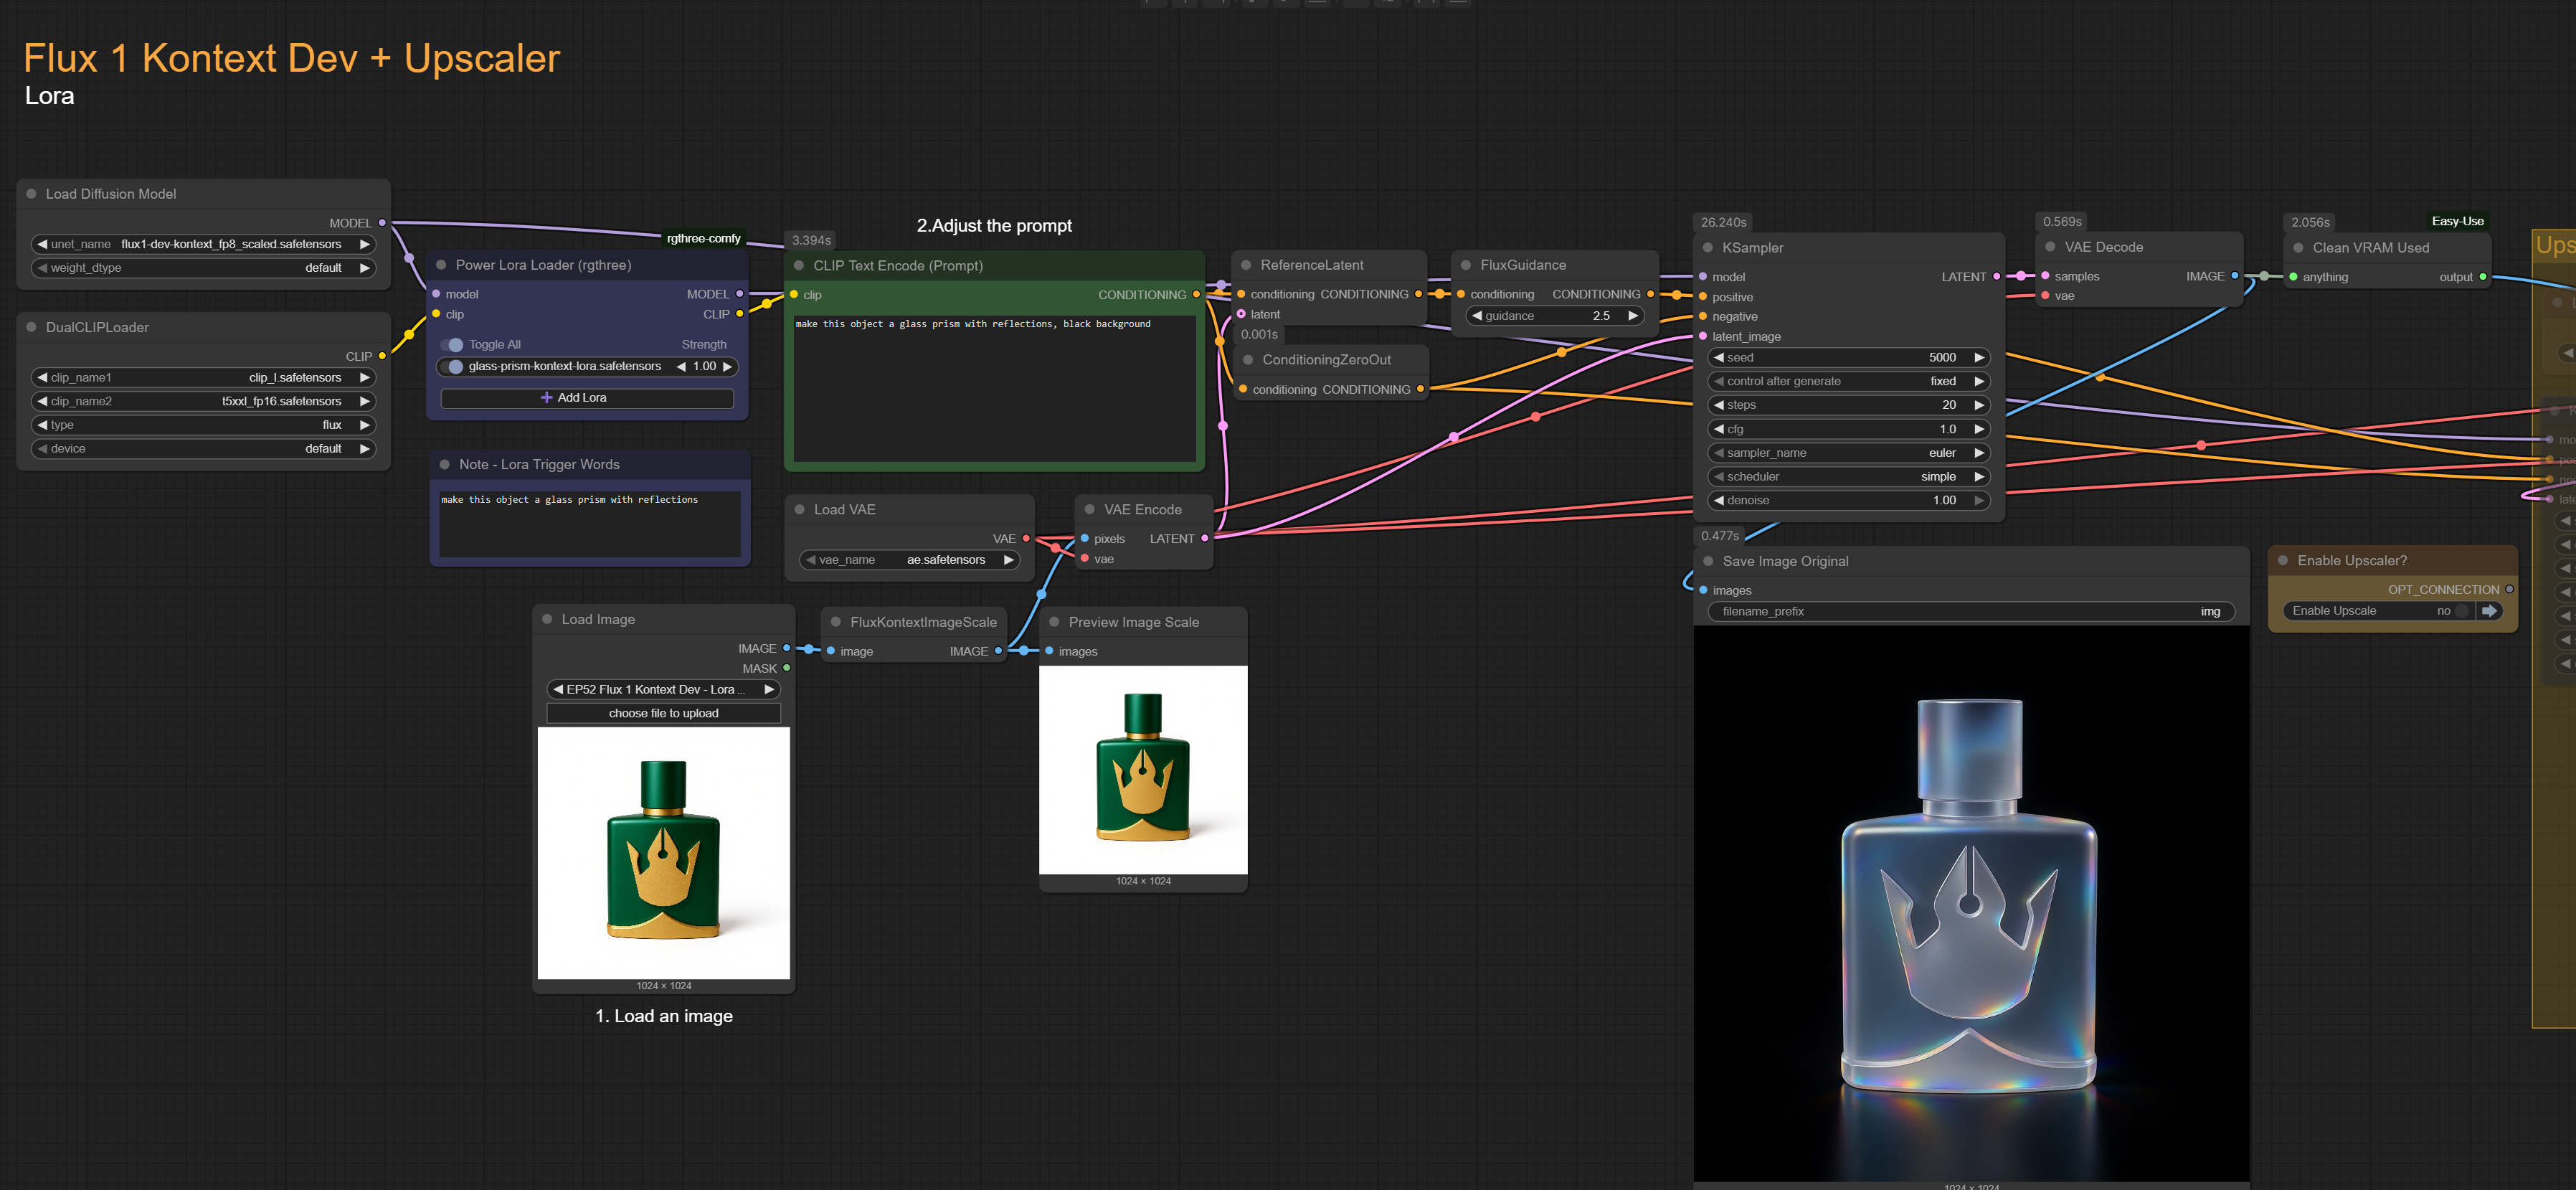 Flux 1 Kontext Dev + Upscaler
Lora
Load Diffusion Model
MODEL
unet_name flux1-dev-kontext_fp8_scaled.safetensors
weight_dtype default
DualCLIPLoader
CLIP
clip_name1 clip_l.safetensors
clip_name2 t5xxl_fp16.safetensors
type flux
device default
rgthree-comfy
Power Lora Loader (rgthree)
model MODEL
clip CLIP
Toggle All Strength
glass-prism-kontext-lora.safetensors 1.00
+ Add Lora
Note - Lora Trigger Words
make this object a glass prism with reflections
2.Adjust the prompt
3.394s
CLIP Text Encode (Prompt)
clip CONDITIONING
make this object a glass prism with reflections, black background
Load VAE
VAE
vae_name ae.safetensors
VAE Encode
pixels LATENT
vae
Load Image
IMAGE
MASK
EP52 Flux 1 Kontext Dev - Lora ...
choose file to upload
1024 × 1024
1. Load an image
FluxKontextImageScale
image IMAGE
Preview Image Scale
images
1024 × 1024
ReferenceLatent
conditioning CONDITIONING
latent
0.001s
ConditioningZeroOut
conditioning CONDITIONING
FluxGuidance
conditioning CONDITIONING
guidance 2.5
26.240s
KSampler
model LATENT
positive
negative
latent_image
seed 5000
control after generate fixed
steps 20
cfg 1.0
sampler_name euler
scheduler simple
denoise 1.00
0.569s
VAE Decode
samples IMAGE
vae
2.056s
Easy-Use
Clean VRAM Used
anything output
0.477s
Save Image Original
images
filename_prefix img
1024 × 1024
Enable Upscaler?
OPT_CONNECTION
Enable Upscale no
Ups